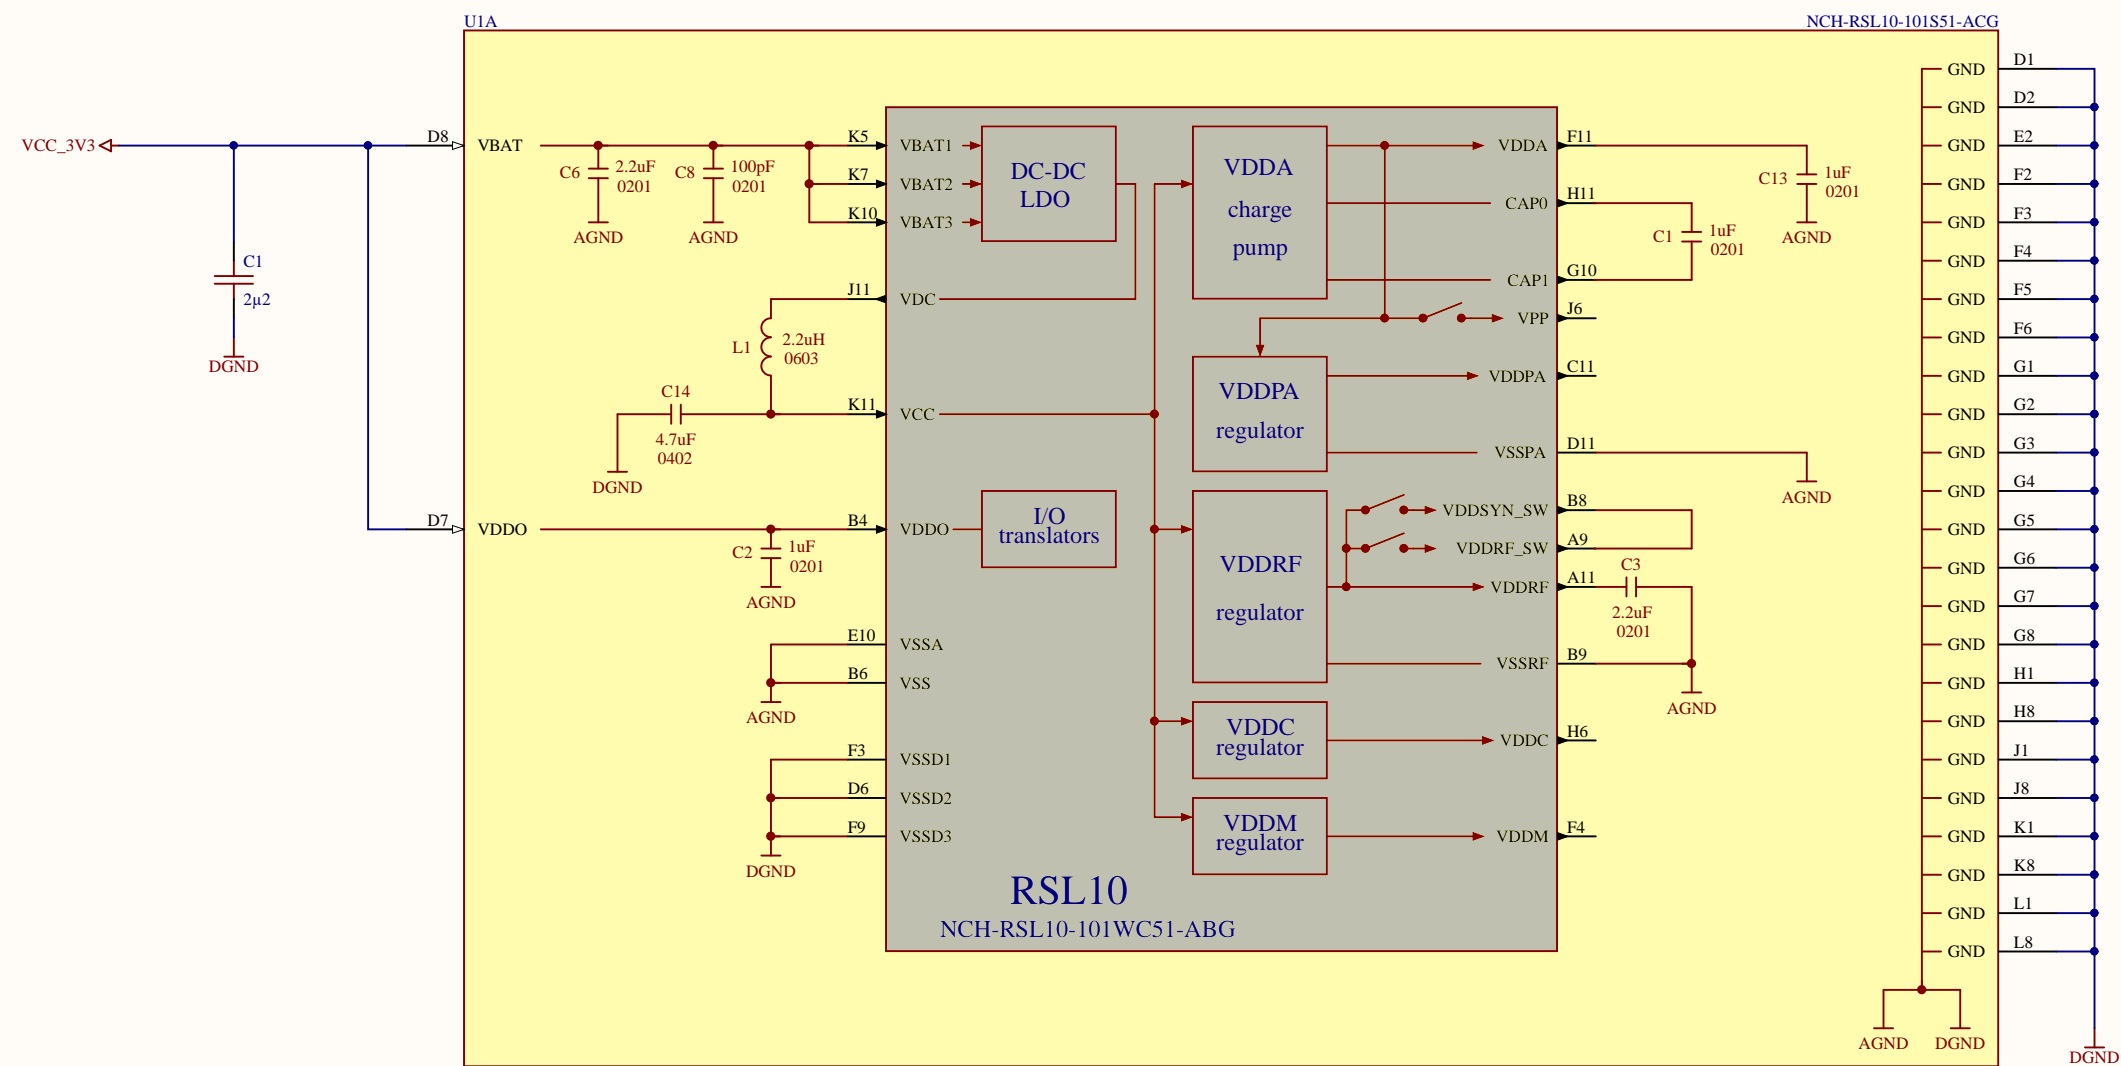 U1A
NCH-RSL10-101S51-ACG
VCC_3V3
C1
2µ2
DGND
D8
VBAT
D7
VDDO
C6
2.2uF
0201
AGND
C8
100pF
0201
AGND
L1
2.2uH
0603
C14
4.7uF
0402
DGND
C2
1uF
0201
AGND
AGND
DGND
K5
VBAT1
K7
VBAT2
K10
VBAT3
J11
VDC
K11
VCC
B4
VDDO
E10
VSSA
B6
VSS
F3
VSSD1
D6
VSSD2
F9
VSSD3
DC-DC
LDO
I/O
translators
VDDA
charge
pump
VDDPA
regulator
VDDRF
regulator
VDDC
regulator
VDDM
regulator
RSL10
NCH-RSL10-101WC51-ABG
VDDA
F11
CAP0
H11
CAP1
G10
VPP
J6
VDDPA
C11
VSSPA
D11
VDDSYN_SW
B8
VDDRF_SW
A9
VDDRF
A11
VSSRF
B9
VDDC
H6
VDDM
F4
C13
1uF
0201
AGND
C1
1uF
0201
AGND
C3
2.2uF
0201
AGND
GND D1
GND D2
GND E2
GND F2
GND F3
GND F4
GND F5
GND F6
GND G1
GND G2
GND G3
GND G4
GND G5
GND G6
GND G7
GND G8
GND H1
GND H8
GND J1
GND J8
GND K1
GND K8
GND L1
GND L8
AGND
DGND
DGND